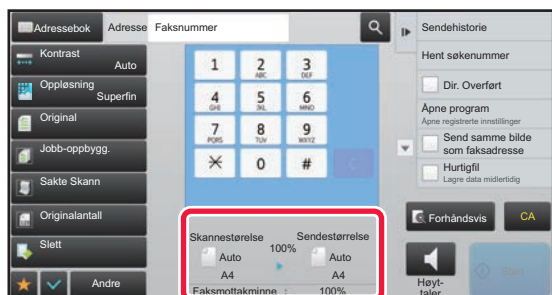 Adressebok
Adresse
Faksnummer
Kontrast
Auto
Oppløsning
Superfin
Original
Jobb-oppbygg.
Sakte Skann
Originalantall
Slett
Andre
1
2
ABC
3
DEF
4
GHI
5
JKL
6
MNO
7
PQRS
8
TUV
9
WXYZ
0
#
C
Skannestørelse
Sendestørrelse
100%
Auto
Auto
A4
A4
Faksmottakminne : 100%
Sendehistorie
Hent søkenummer
Dir. Overført
Åpne program
Åpne registrerte innstillinger
Send samme bilde
som faksadresse
Hurtigfil
Lagre data midlertidig
Forhåndsvis
CA
Høyt-
taler
Start